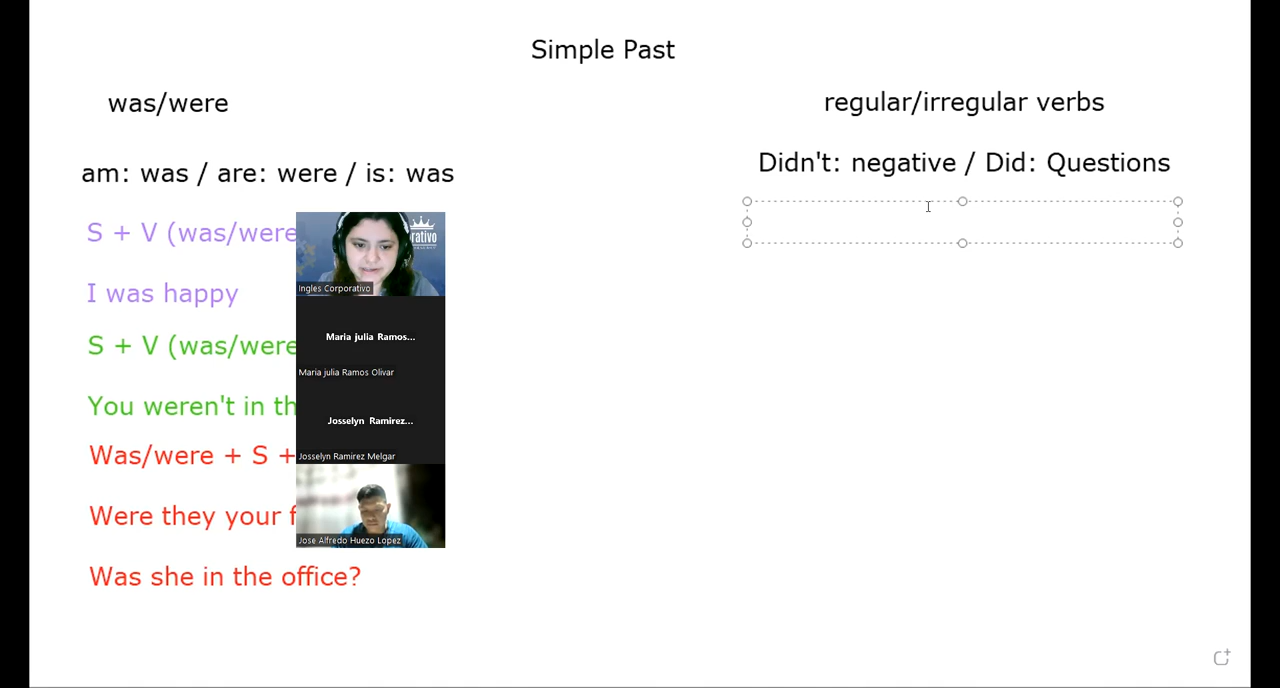 Simple Past
was/were
regular/irregular verbs
am: was / are: were / is: was
Didn't: negative / Did: Questions
S + V (was/were
I was happy
S + V (was/were
You weren't in th
Was/were + S +
Were they your f
Was she in the office?
rativo
Ingles Corporativo
Maria julia Ramos...
Maria julia Ramos Olivar
Josselyn Ramirez...
Josselyn Ramirez Melgar
Jose Alfredo Huezo Lopez